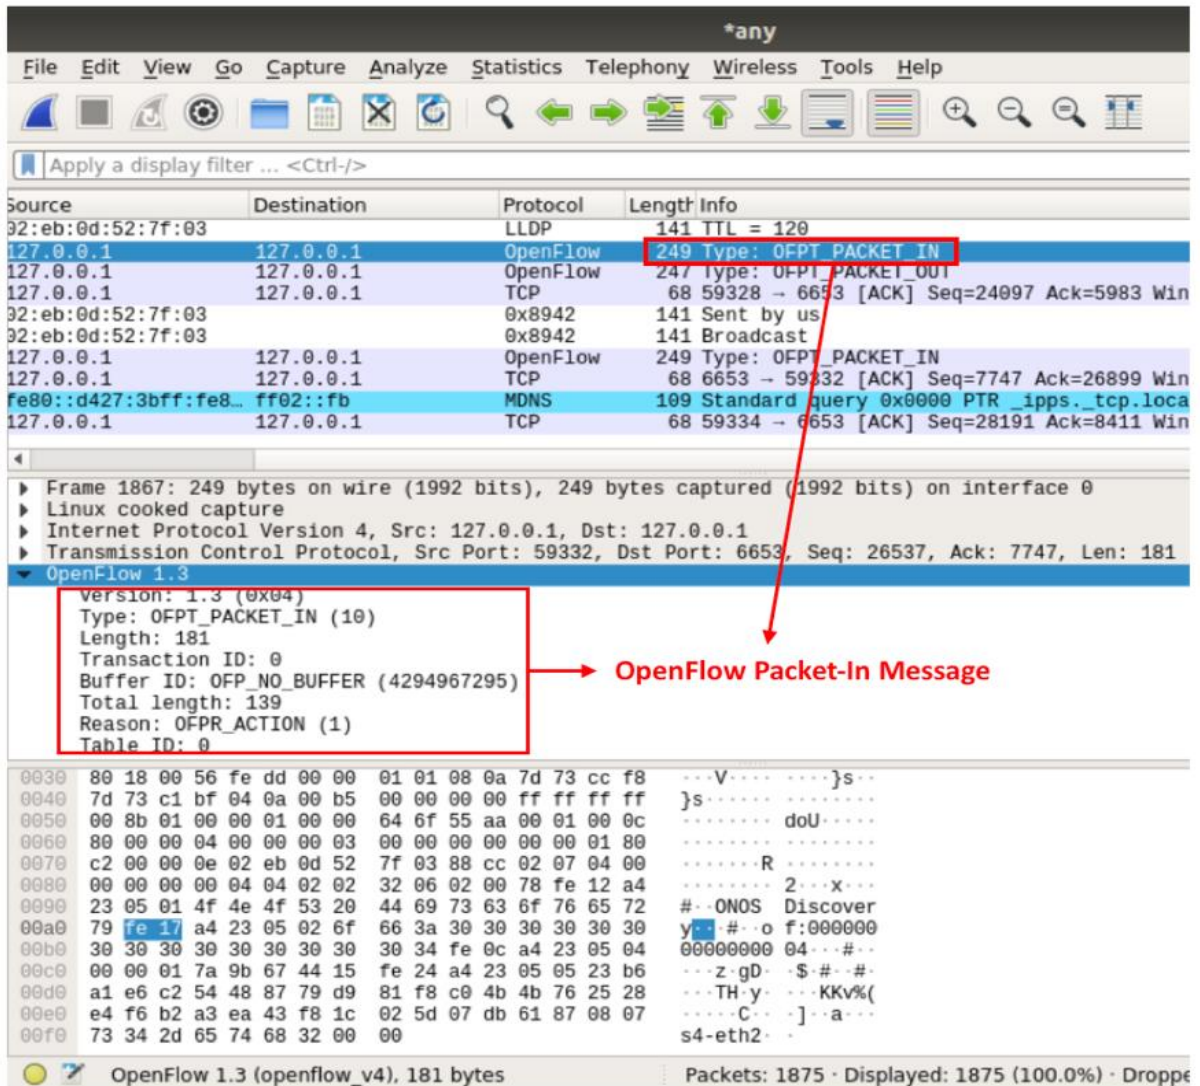 *any
File Edit View Go Capture Analyze Statistics Telephony Wireless Tools Help
Apply a display filter ... <Ctrl-/>
Source Destination Protocol Length Info
02:eb:0d:52:7f:03 LLDP 141 TTL = 120
127.0.0.1 127.0.0.1 OpenFlow 249 Type: OFPT_PACKET_IN
127.0.0.1 127.0.0.1 OpenFlow 247 Type: OFPT_PACKET_OUT
127.0.0.1 127.0.0.1 TCP 68 59328 → 6653 [ACK] Seq=24097 Ack=5983 Win
02:eb:0d:52:7f:03 0x8942 141 Sent by us
02:eb:0d:52:7f:03 0x8942 141 Broadcast
127.0.0.1 127.0.0.1 OpenFlow 249 Type: OFPT_PACKET_IN
127.0.0.1 127.0.0.1 TCP 68 6653 → 59332 [ACK] Seq=7747 Ack=26899 Win
fe80::d427:3bff:fe8… ff02::fb MDNS 109 Standard query 0x0000 PTR _ipps._tcp.loca
127.0.0.1 127.0.0.1 TCP 68 59334 → 6653 [ACK] Seq=28191 Ack=8411 Win
Frame 1867: 249 bytes on wire (1992 bits), 249 bytes captured (1992 bits) on interface 0
Linux cooked capture
Internet Protocol Version 4, Src: 127.0.0.1, Dst: 127.0.0.1
Transmission Control Protocol, Src Port: 59332, Dst Port: 6653, Seq: 26537, Ack: 7747, Len: 181
OpenFlow 1.3
Version: 1.3 (0x04)
Type: OFPT_PACKET_IN (10)
Length: 181
Transaction ID: 0
Buffer ID: OFP_NO_BUFFER (4294967295)
Total length: 139
Reason: OFPR_ACTION (1)
Table ID: 0
OpenFlow Packet-In Message
0030 80 18 00 56 fe dd 00 00 01 01 08 0a 7d 73 cc f8 ···V···· ····}s··
0040 7d 73 c1 bf 04 0a 00 b5 00 00 00 00 ff ff ff ff }s······ ········
0050 00 8b 01 00 00 01 00 00 64 6f 55 aa 00 01 00 0c ········ doU·····
0060 80 00 00 04 00 00 00 03 00 00 00 00 00 00 01 80 ········ ········
0070 c2 00 00 0e 02 eb 0d 52 7f 03 88 cc 02 07 04 00 ·······R ········
0080 00 00 00 00 04 04 02 02 32 06 02 00 78 fe 12 a4 ········ 2···x···
0090 23 05 01 4f 4e 4f 53 20 44 69 73 63 6f 76 65 72 #··ONOS Discover
00a0 79 fe 17 a4 23 05 02 6f 66 3a 30 30 30 30 30 30 y···#··o f:000000
00b0 30 30 30 30 30 30 30 30 30 34 fe 0c a4 23 05 04 00000000 04···#··
00c0 00 00 01 7a 9b 67 44 15 fe 24 a4 23 05 05 23 b6 ···z·gD· ·$·#··#·
00d0 a1 e6 c2 54 48 87 79 d9 81 f8 c0 4b 4b 76 25 28 ···TH·y· ···KKv%(
00e0 e4 f6 b2 a3 ea 43 f8 1c 02 5d 07 db 61 87 08 07 ·····C·· ·]··a···
00f0 73 34 2d 65 74 68 32 00 00 s4-eth2· ·
OpenFlow 1.3 (openflow_v4), 181 bytes Packets: 1875 · Displayed: 1875 (100.0%) · Droppe